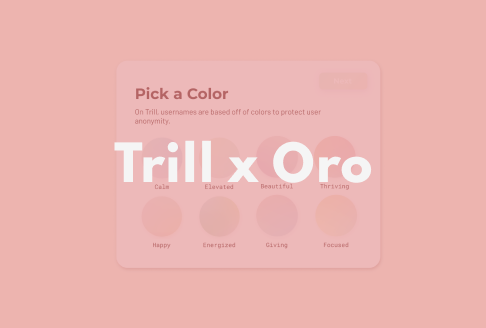 Pick a Color
On Trill, usernames are based off of colors to protect user
anonymity.
Trill x Oro
Calm Elevated Beautiful Thriving
Happy Energized Giving Focused